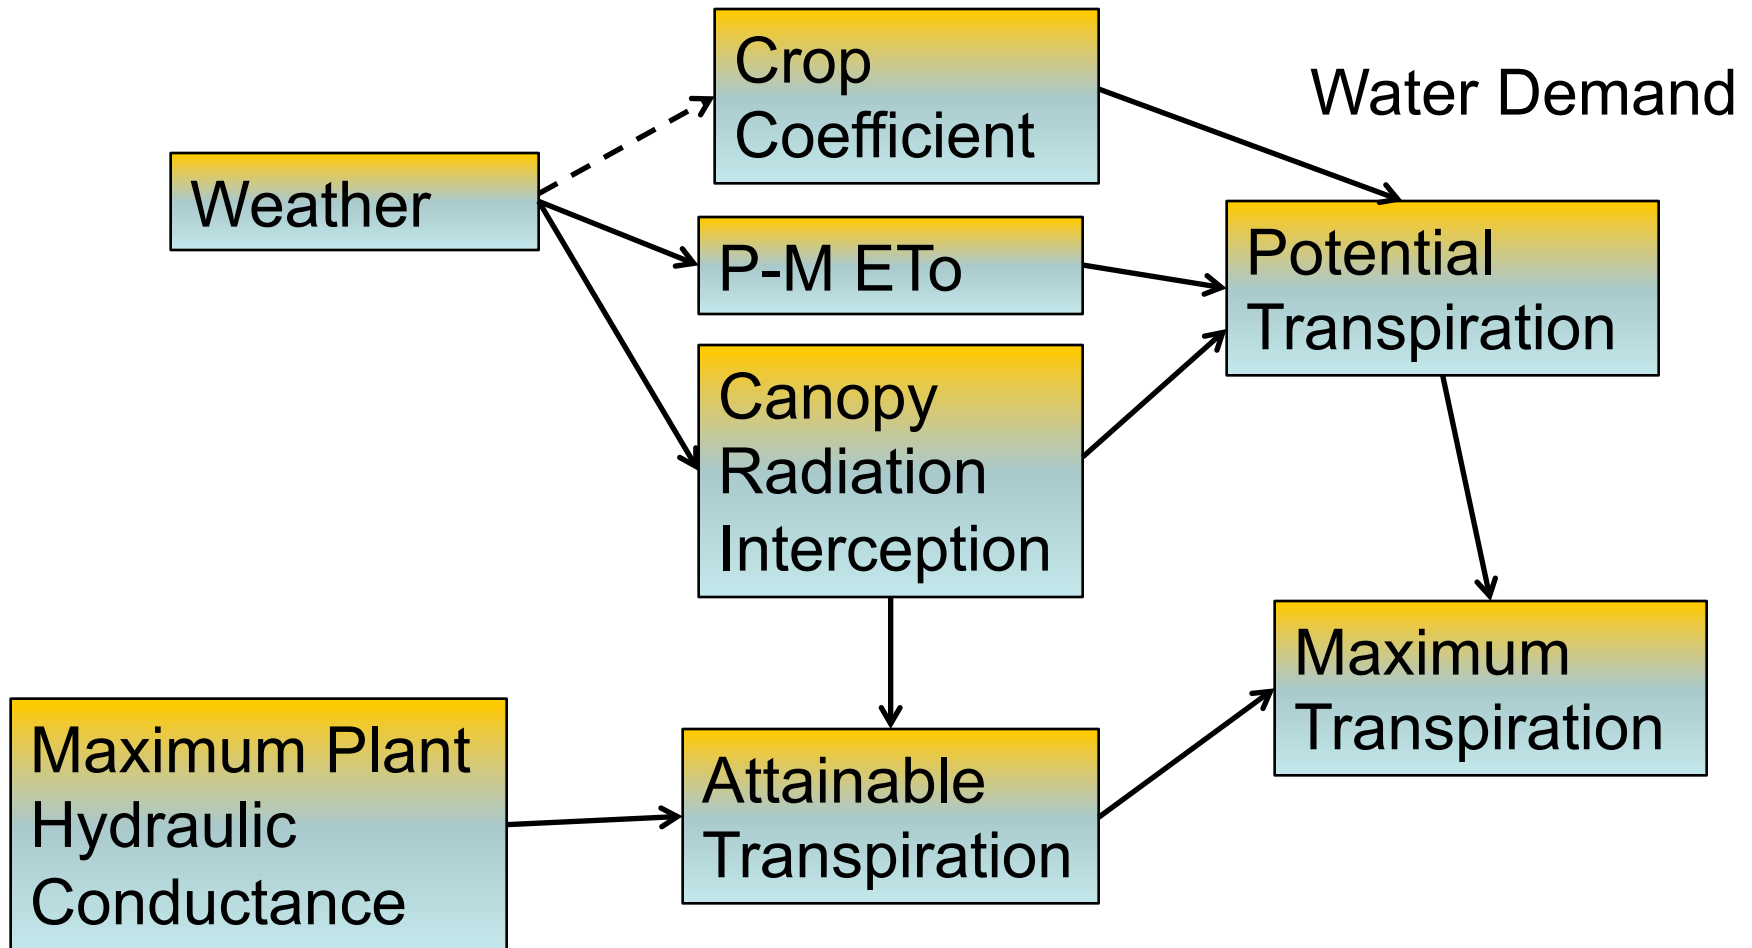 Crop
Coefficient
Water Demand
Weather
P-M ETo
Potential
Transpiration
Canopy
Radiation
Interception
Maximum
Transpiration
Maximum Plant
Hydraulic
Conductance
Attainable
Transpiration